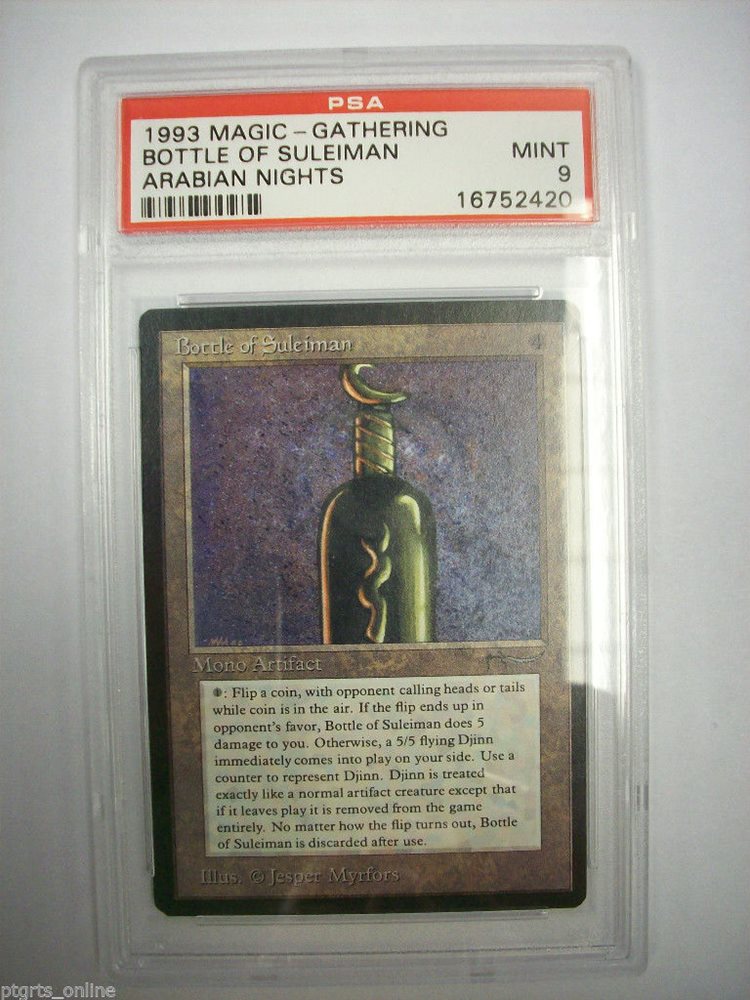 PSA
1993 MAGIC - GATHERING
BOTTLE OF SULEIMAN
MINT
ARABIAN NIGHTS
9
16752420
Bottle of Suleiman
4
Mono Artifact
: Flip a coin, with opponent calling heads or tails
while coin is in the air. If the flip ends up in
opponent's favor, Bottle of Suleiman does 5
damage to you. Otherwise, a 5/5 flying Djinn
immediately comes into play on your side. Use a
counter to represent Djinn. Djinn is treated
exactly like a normal artifact creature except that
if it leaves play it is removed from the game
entirely. No matter how the flip turns out, Bottle
of Suleiman is discarded after use.
Illus. © Jesper Myrfors
ptgrts_online